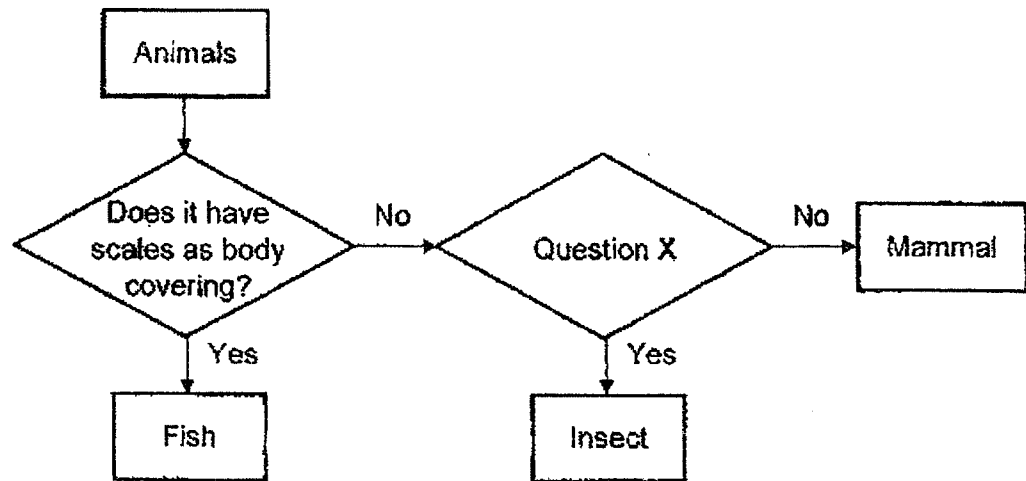 Animals
Does it have
scales as body
covering?
No
Question X
No
Mammal
Yes
Yes
Fish
Insect